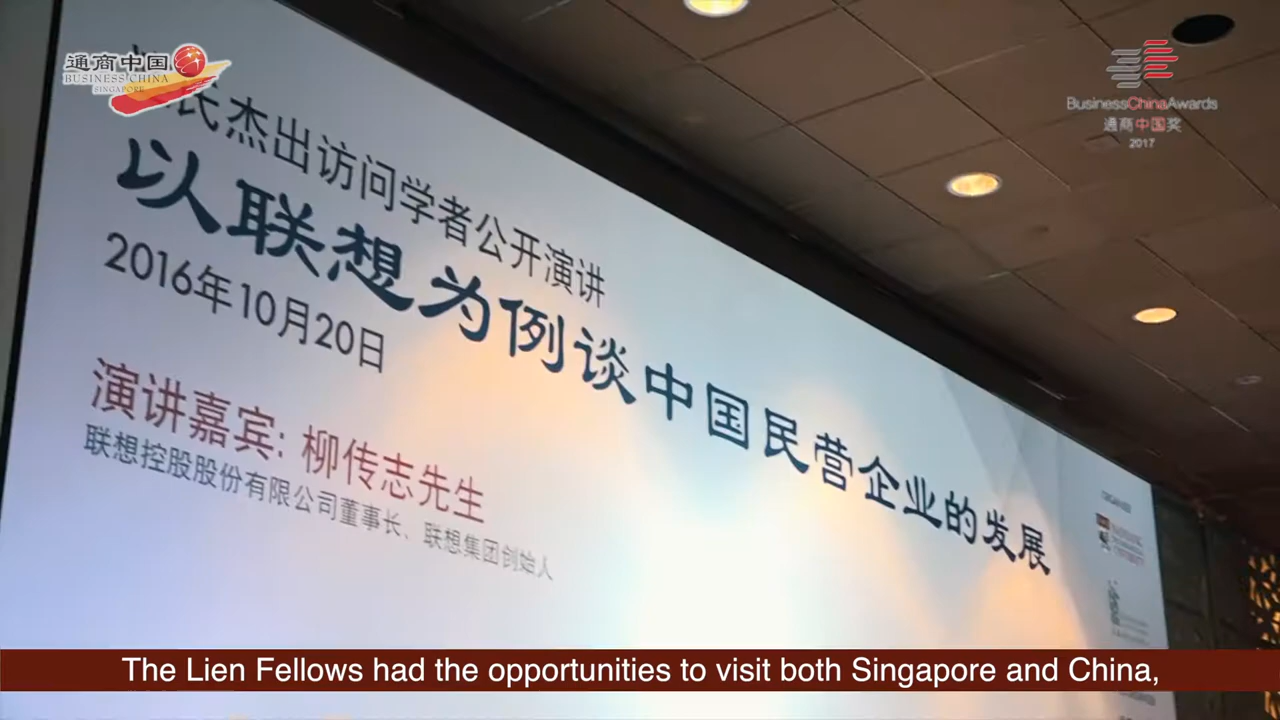 通商中国
BUSINESS CHINA
SINGAPORE
BusinessChinaAwards
通商中国奖
2017
氏杰出访问学者公开演讲
以联想为例谈中国民营企业的发展
2016年10月20日
演讲嘉宾: 柳传志先生
联想控股股份有限公司董事长、联想集团创始人
The Lien Fellows had the opportunities to visit both Singapore and China,